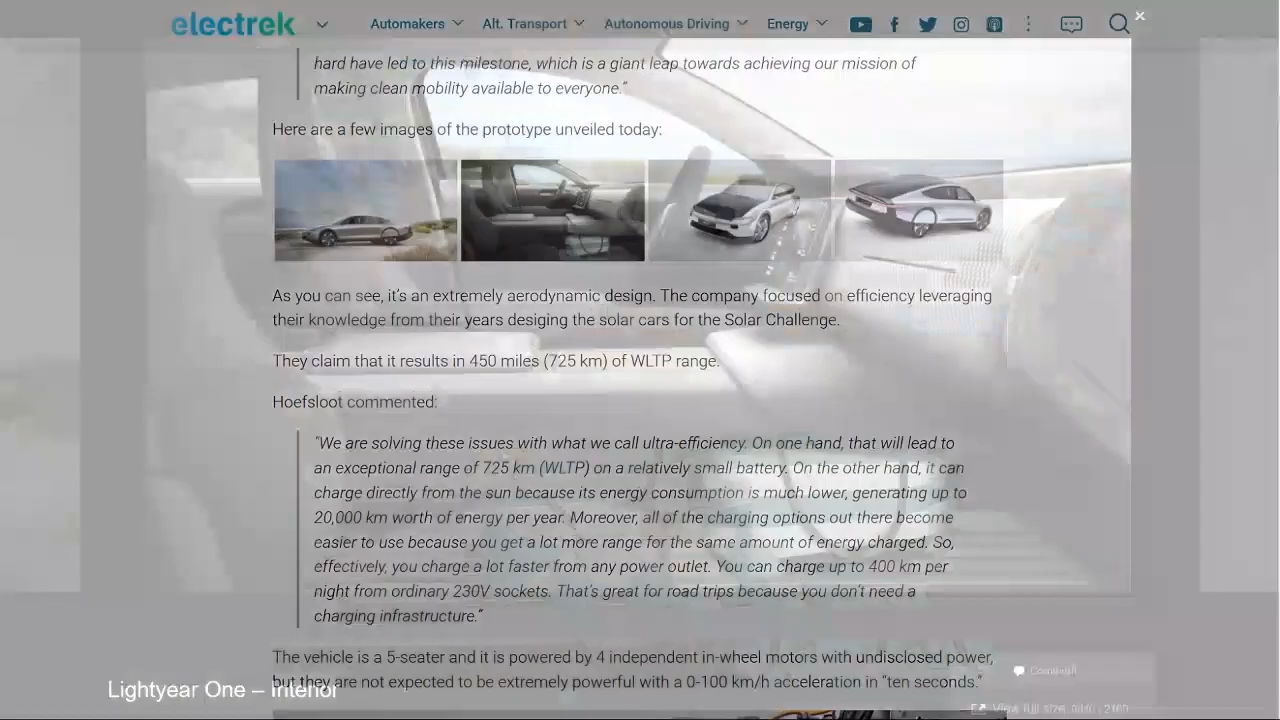 electrek
Automakers Alt. Transport Autonomous Driving Energy
hard have led to this milestone, which is a giant leap towards achieving our mission of
making clean mobility available to everyone.”
Here are a few images of the prototype unveiled today:
As you can see, it’s an extremely aerodynamic design. The company focused on efficiency leveraging
their knowledge from their years desiging the solar cars for the Solar Challenge.
They claim that it results in 450 miles (725 km) of WLTP range.
Hoefsloot commented:
“We are solving these issues with what we call ultra-efficiency. On one hand, that will lead to
an exceptional range of 725 km (WLTP) on a relatively small battery. On the other hand, it can
charge directly from the sun because its energy consumption is much lower, generating up to
20,000 km worth of energy per year. Moreover, all of the charging options out there become
easier to use because you get a lot more range for the same amount of energy charged. So,
effectively, you charge a lot faster from any power outlet. You can charge up to 400 km per
night from ordinary 230V sockets. That’s great for road trips because you don’t need a
charging infrastructure.”
The vehicle is a 5-seater and it is powered by 4 independent in-wheel motors with undisclosed power,
but they are not expected to be extremely powerful with a 0-100 km/h acceleration in “ten seconds.”
Lightyear One – Interior
Comment
View full size